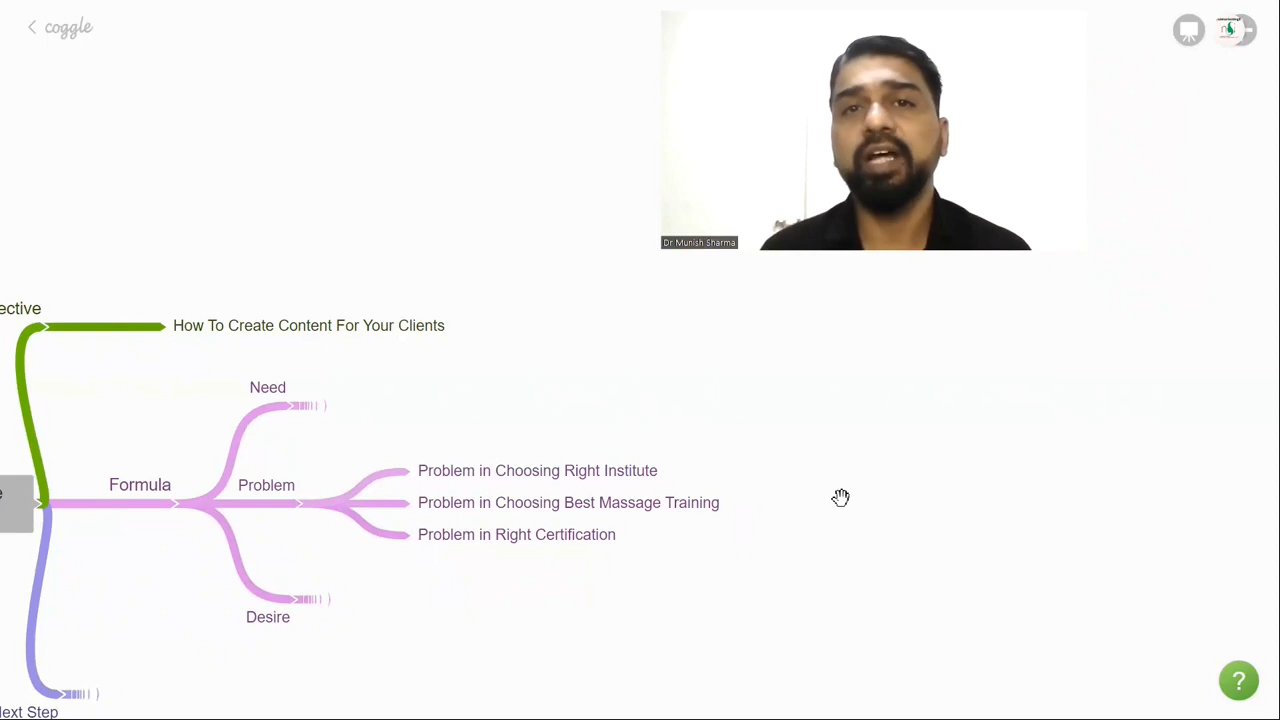 coggle
Dr Munish Sharma
ective
How To Create Content For Your Clients
Need
Formula
Problem
Problem in Choosing Right Institute
Problem in Choosing Best Massage Training
Problem in Right Certification
e
Desire
Next Step
?